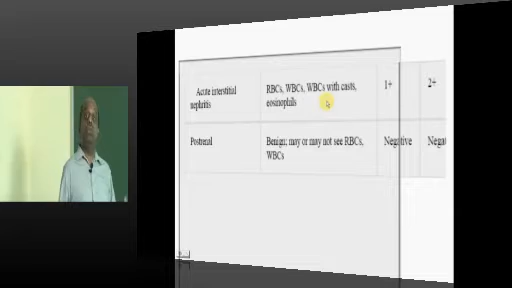 Acute interstitial
nephritis
RBCs, WBCs, WBCs with casts,
eosinophils
1+
2+
Postrenal
Benign; may or may not see RBCs,
WBCs
Negative
Negat